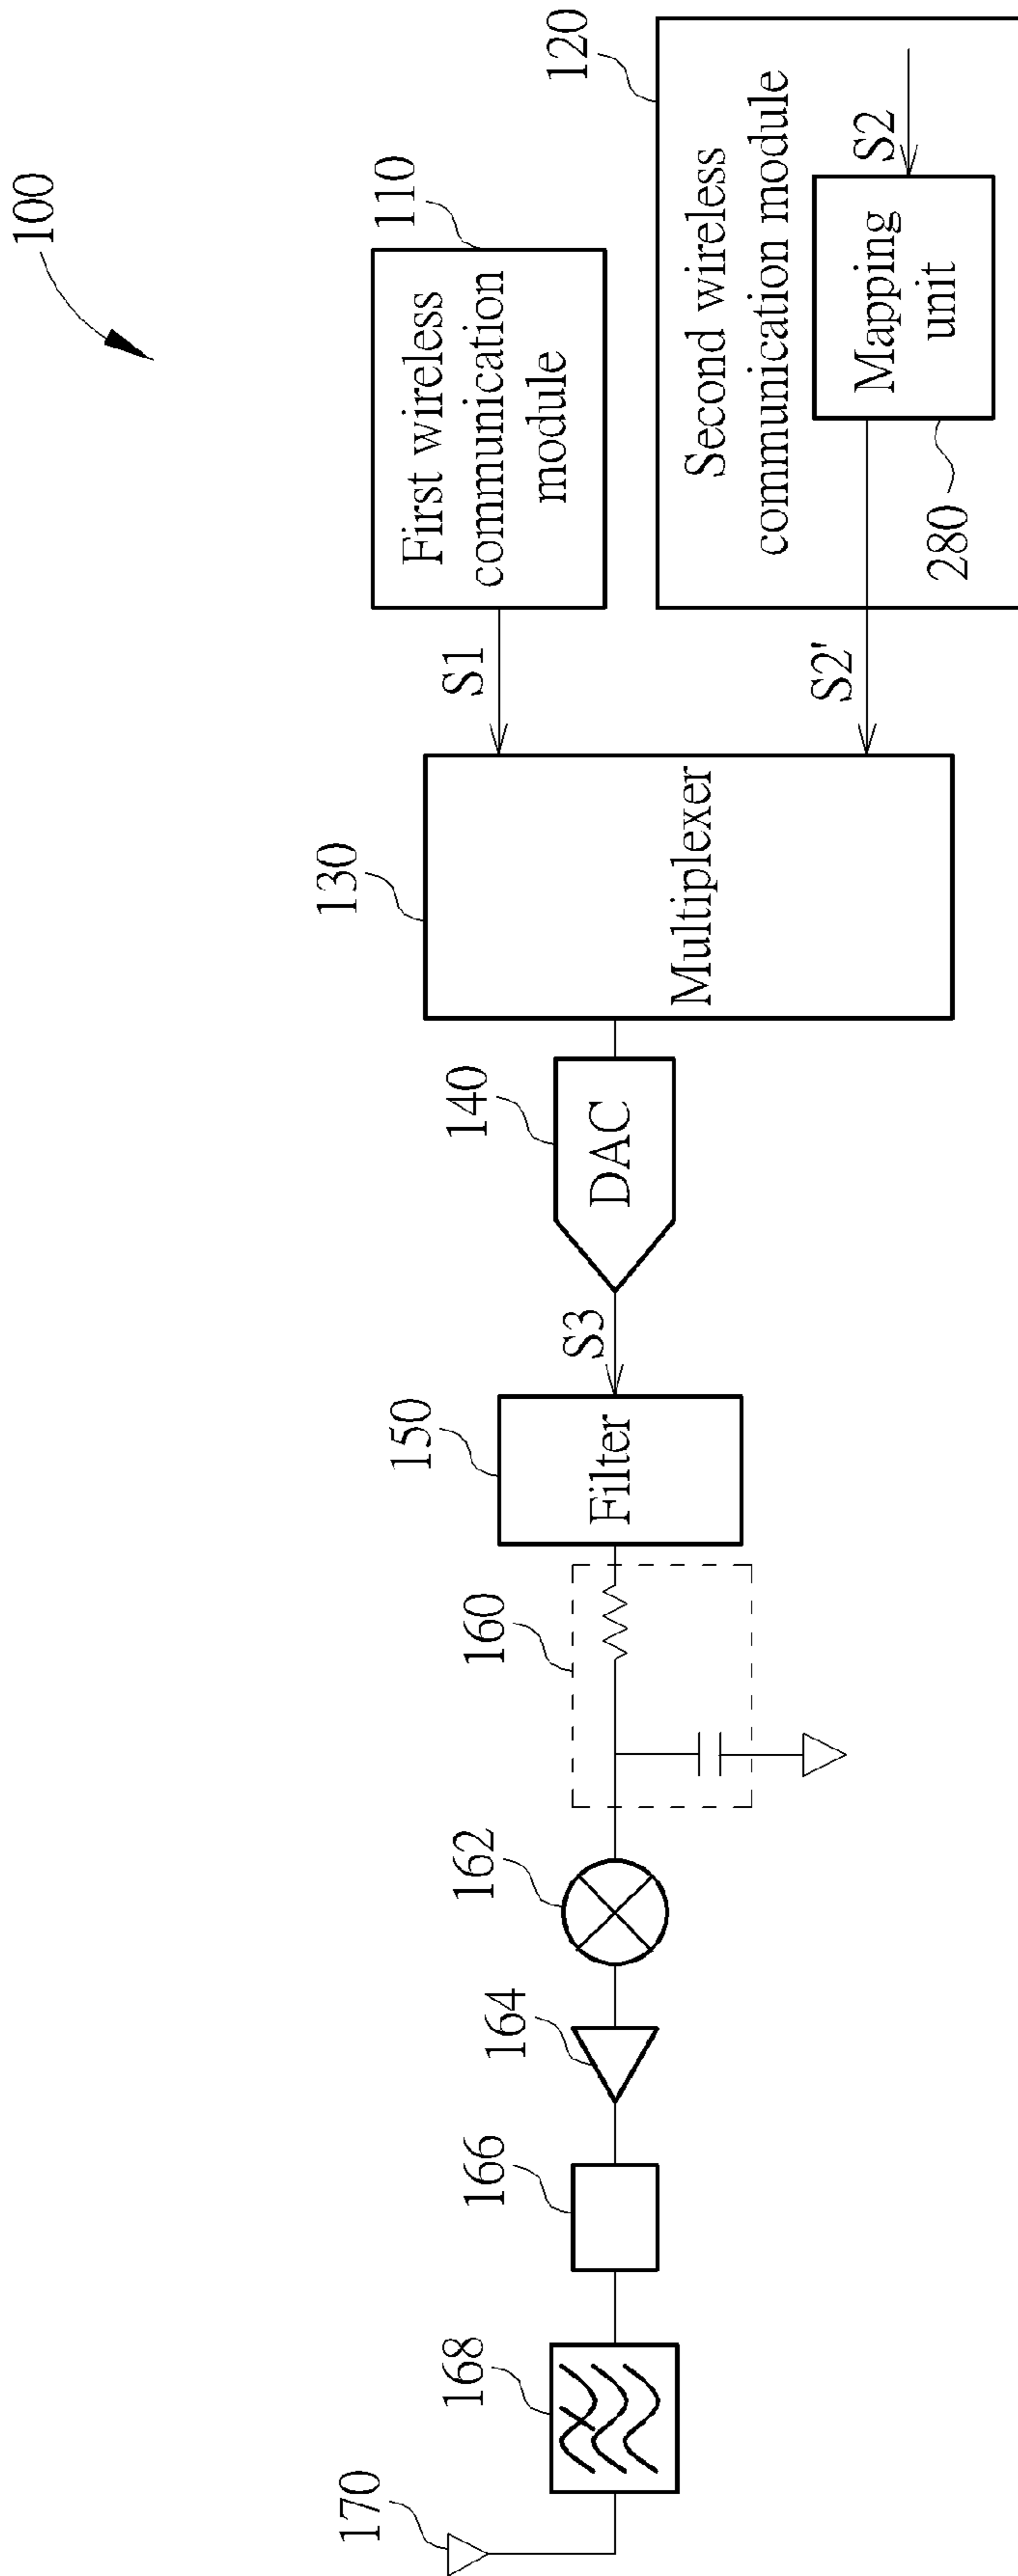 100
170
168
166
164
162
160
150
Filter
S3
140
DAC
130
Multiplexer
S1
110
First wireless
communication
module
S2'
120
Second wireless
communication module
280
Mapping
unit
S2